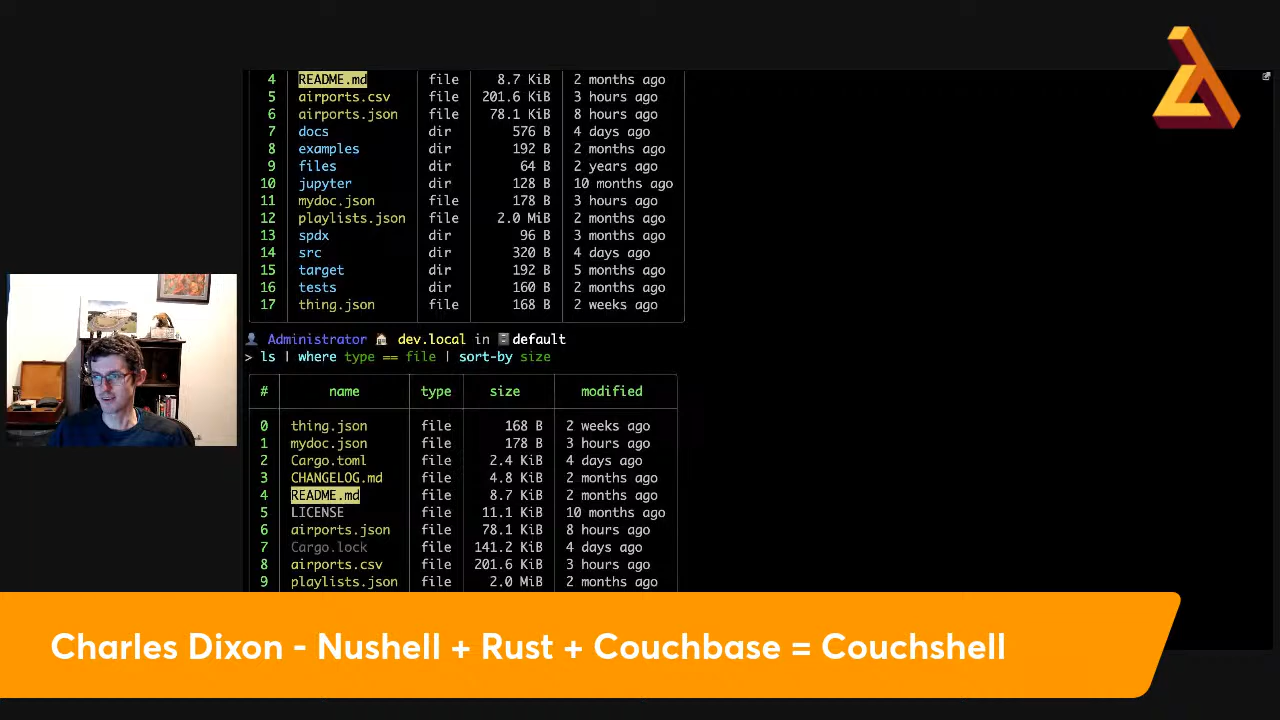 4 README.md file 8.7 KiB 2 months ago
5 airports.csv file 201.6 KiB 3 hours ago
6 airports.json file 78.1 KiB 8 hours ago
7 docs dir 576 B 4 days ago
8 examples dir 192 B 2 months ago
9 files dir 64 B 2 years ago
10 jupyter dir 128 B 10 months ago
11 mydoc.json file 178 B 3 hours ago
12 playlists.json file 2.0 MiB 2 months ago
13 spdx dir 96 B 3 months ago
14 src dir 320 B 4 days ago
15 target dir 192 B 5 months ago
16 tests dir 160 B 2 months ago
17 thing.json file 168 B 2 weeks ago
Administrator dev.local in default
> ls | where type == file | sort-by size
# name type size modified
0 thing.json file 168 B 2 weeks ago
1 mydoc.json file 178 B 3 hours ago
2 Cargo.toml file 2.4 KiB 4 days ago
3 CHANGELOG.md file 4.8 KiB 2 months ago
4 README.md file 8.7 KiB 2 months ago
5 LICENSE file 11.1 KiB 10 months ago
6 airports.json file 78.1 KiB 8 hours ago
7 Cargo.lock file 141.2 KiB 4 days ago
8 airports.csv file 201.6 KiB 3 hours ago
9 playlists.json file 2.0 MiB 2 months ago
Charles Dixon - Nushell + Rust + Couchbase = Couchshell